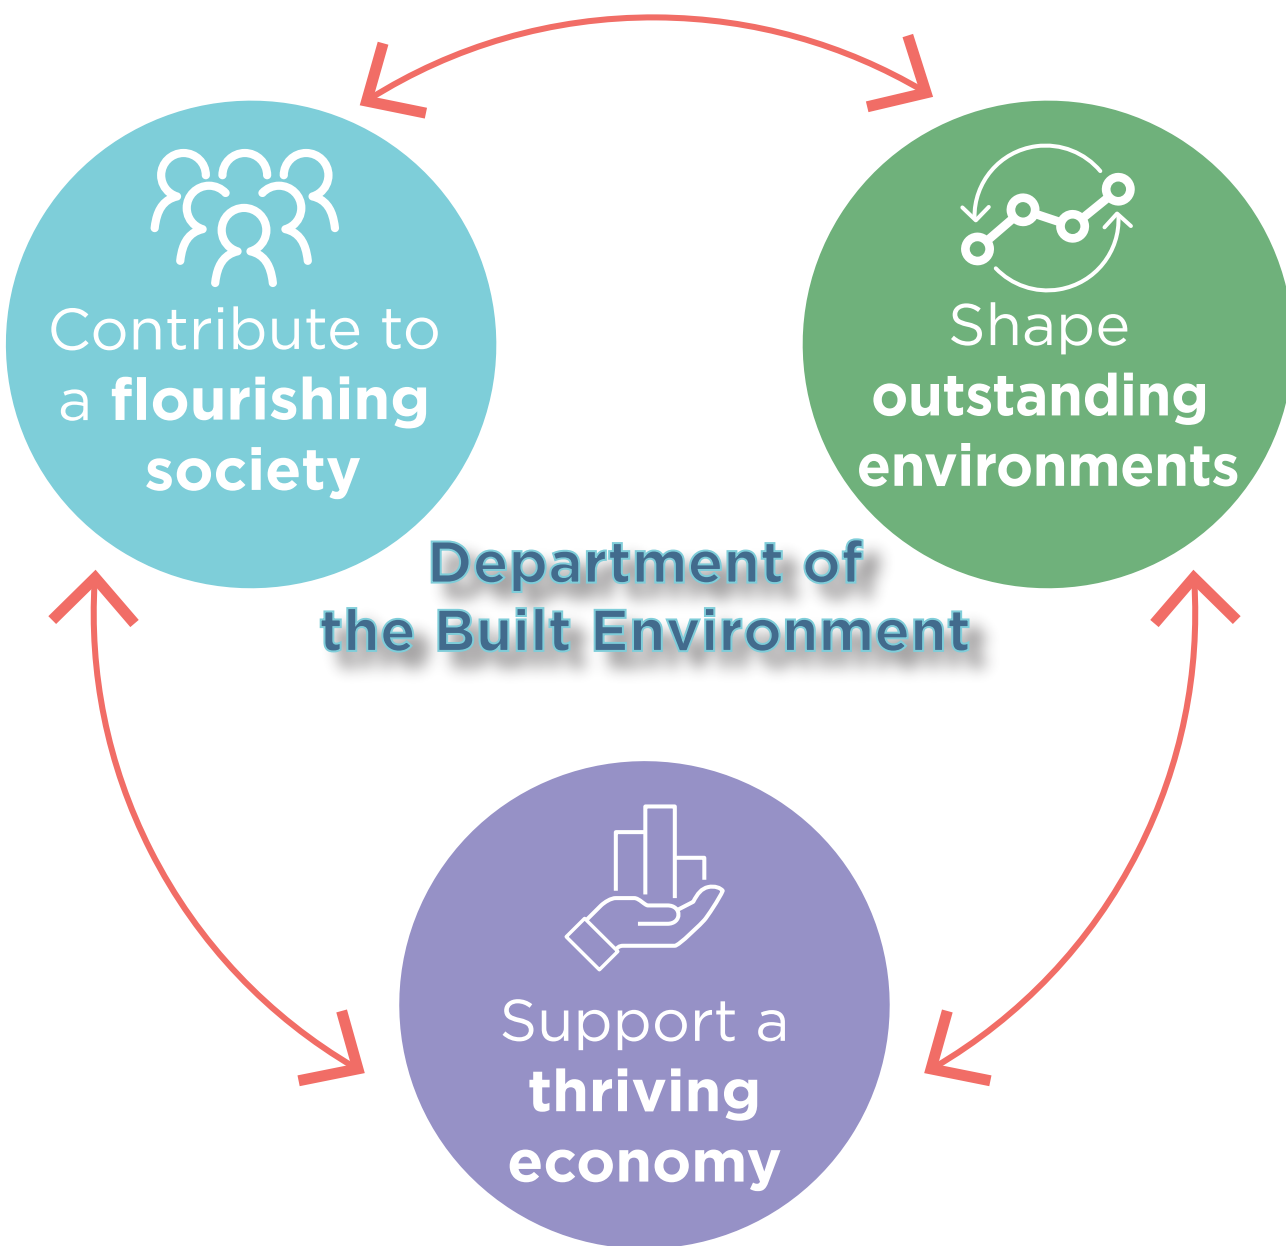 Contribute to
a flourishing
society
Shape
outstanding
environments
Department of
the Built Environment
Support a
thriving
economy